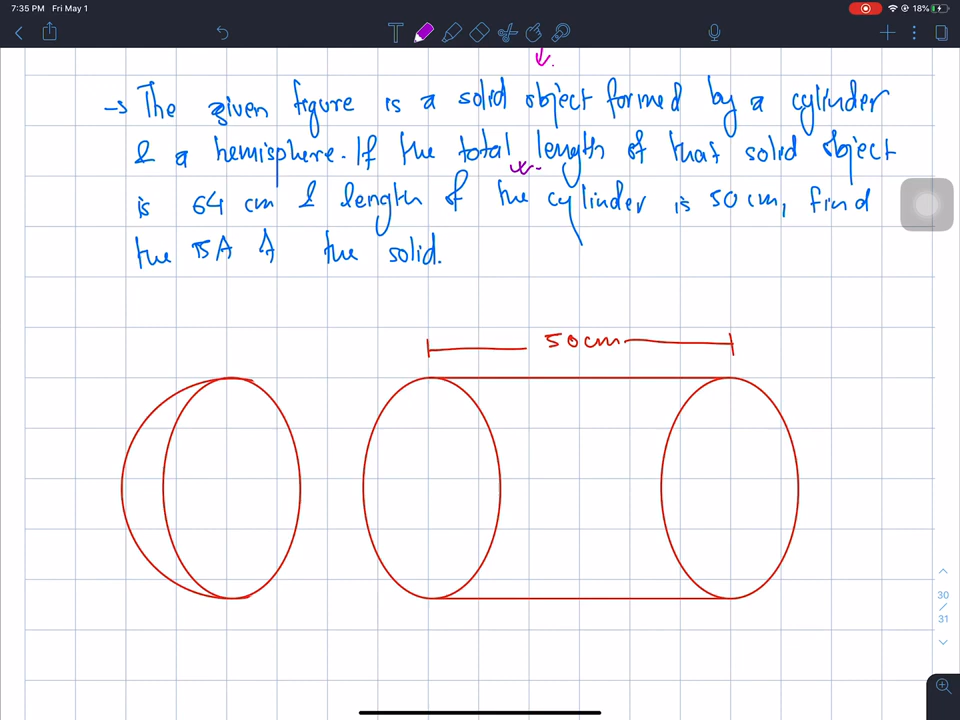 7:35 PM Fri May 1
18%
→ The given figure is a solid object formed by a cylinder
& a hemisphere. If the total length of that solid object
is 64 cm & length of the cylinder is 50 cm, find
the TSA of the solid.
50 cm
30
/
31